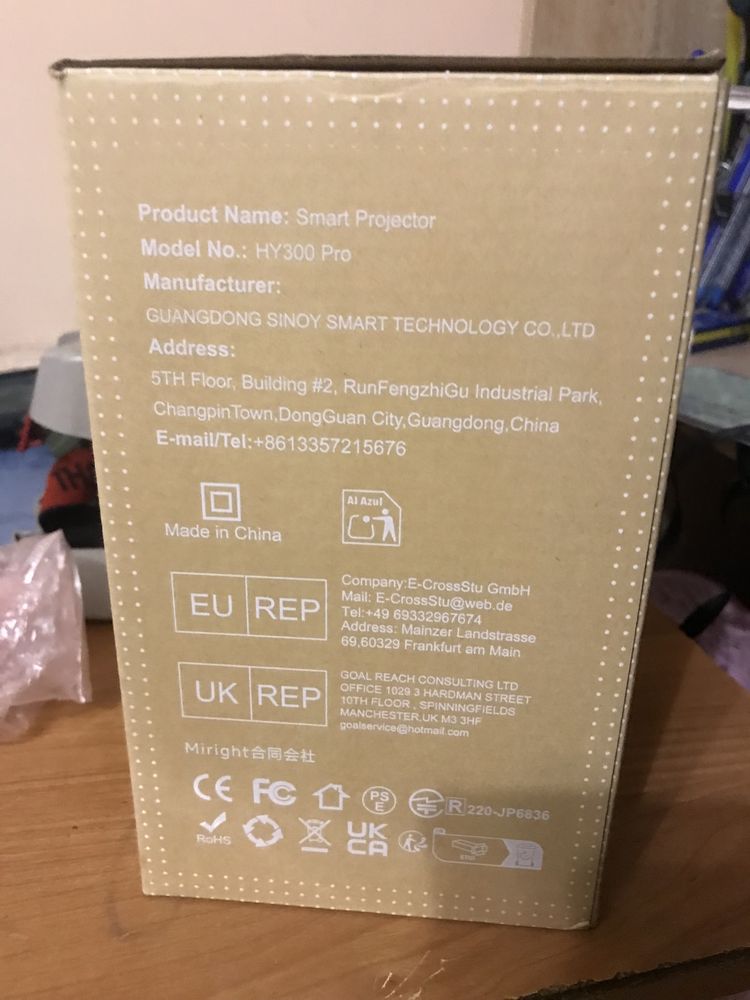 Product Name: Smart Projector
Model No.: HY300 Pro
Manufacturer:
GUANGDONG SINOY SMART TECHNOLOGY CO.,LTD
Address:
5TH Floor, Building #2, RunFengzhiGu Industrial Park,
ChangpinTown,DongGuan City,Guangdong,China
E-mail/Tel:+8613357215676
Made in China
Al Azul
EU REP
Company:E-CrossStu GmbH
Mail: E-CrossStu@web.de
Tel:+49 69332967674
Address: Mainzer Landstrasse
69,60329 Frankfurt am Main
UK REP
GOAL REACH CONSULTING LTD
OFFICE 1029 3 HARDMAN STREET
10TH FLOOR , SPINNINGFIELDS
MANCHESTER,UK M3 3HF
goalservice@hotmail.com
Miright合同会社
CE FC PS E R 220-JP6836
RoHS UK CA